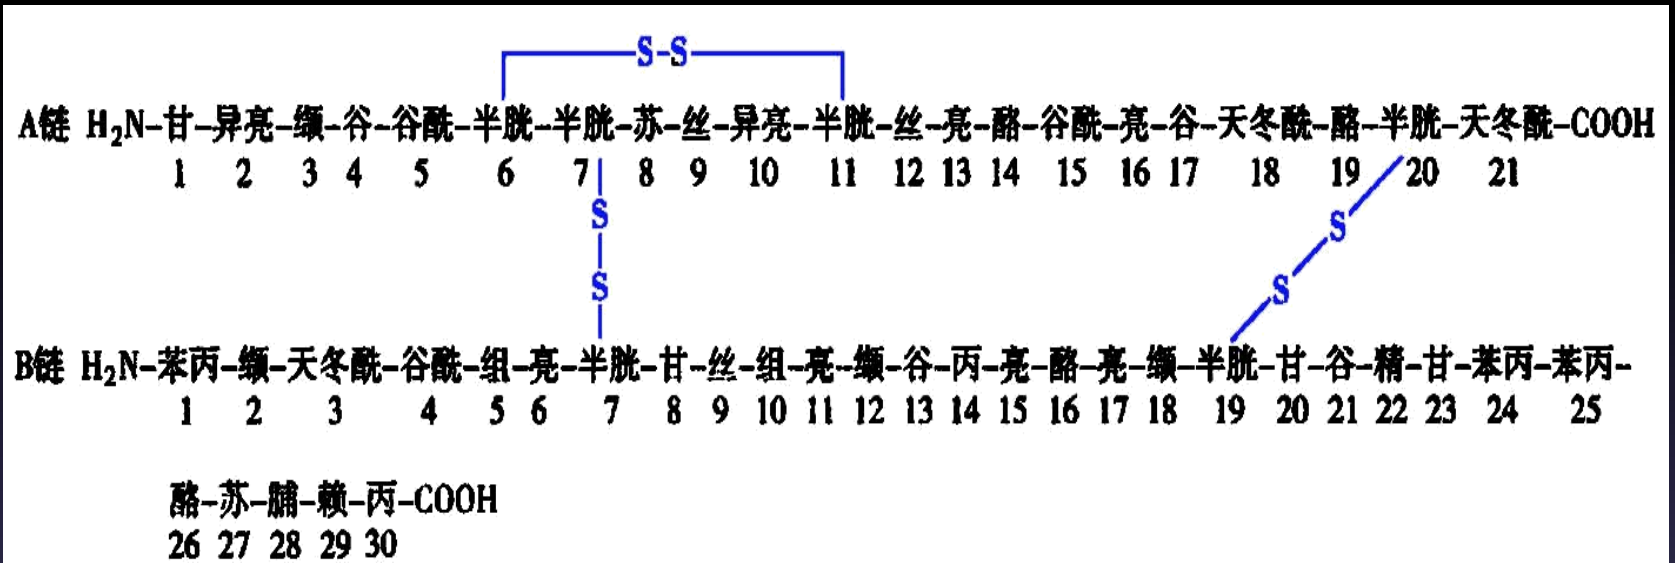 S-S
A链 H₂N-甘-异亮-缬-谷-谷酰-半胱-半胱-苏-丝-异亮-半胱-丝-亮-酪-谷酰-亮-谷-天冬酰-酪-半胱-天冬酰-COOH
1 2 3 4 5 6 7 8 9 10 11 12 13 14 15 16 17 18 19 20 21
S
S
S
S
B链 H₂N-苯丙-缬-天冬酰-谷酰-组-亮-半胱-甘-丝-组-亮-缬-谷-丙-亮-酪-亮-缬-半胱-甘-谷-精-甘-苯丙-苯丙-
1 2 3 4 5 6 7 8 9 10 11 12 13 14 15 16 17 18 19 20 21 22 23 24 25
酪-苏-脯-赖-丙-COOH
26 27 28 29 30